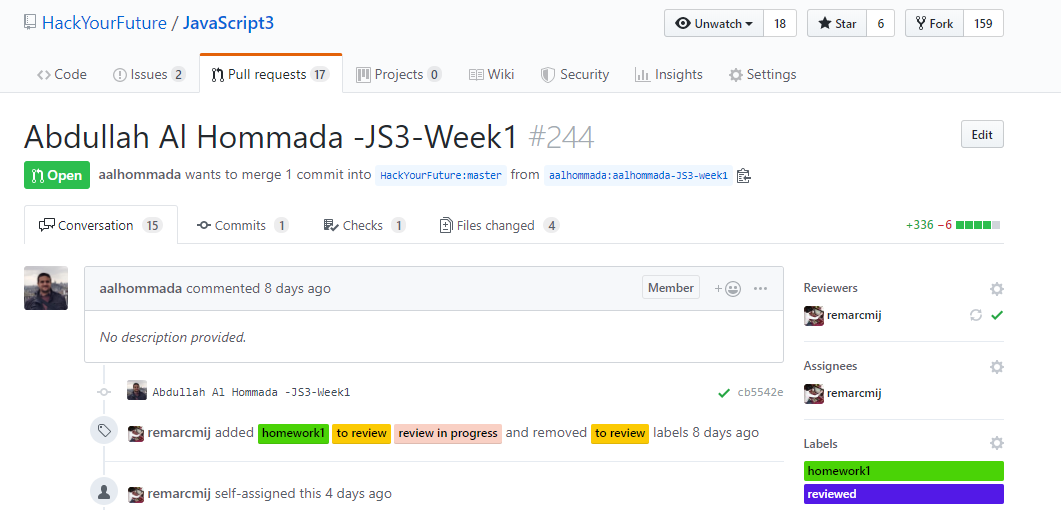 HackYourFuture / JavaScript3
Unwatch 18 Star 6 Fork 159
Code Issues 2 Pull requests 17 Projects 0 Wiki Security Insights Settings
Abdullah Al Hommada -JS3-Week1 #244
Edit
Open aalhommada wants to merge 1 commit into HackYourFuture:master from aalhommada:aalhommada-JS3-week1
Conversation 15 Commits 1 Checks 1 Files changed 4 +336 −6
aalhommada commented 8 days ago Member
No description provided.
Abdullah Al Hommada -JS3-Week1 cb5542e
remarcmij added homework1 to review review in progress and removed to review labels 8 days ago
remarcmij self-assigned this 4 days ago
Reviewers
remarcmij
Assignees
remarcmij
Labels
homework1
reviewed